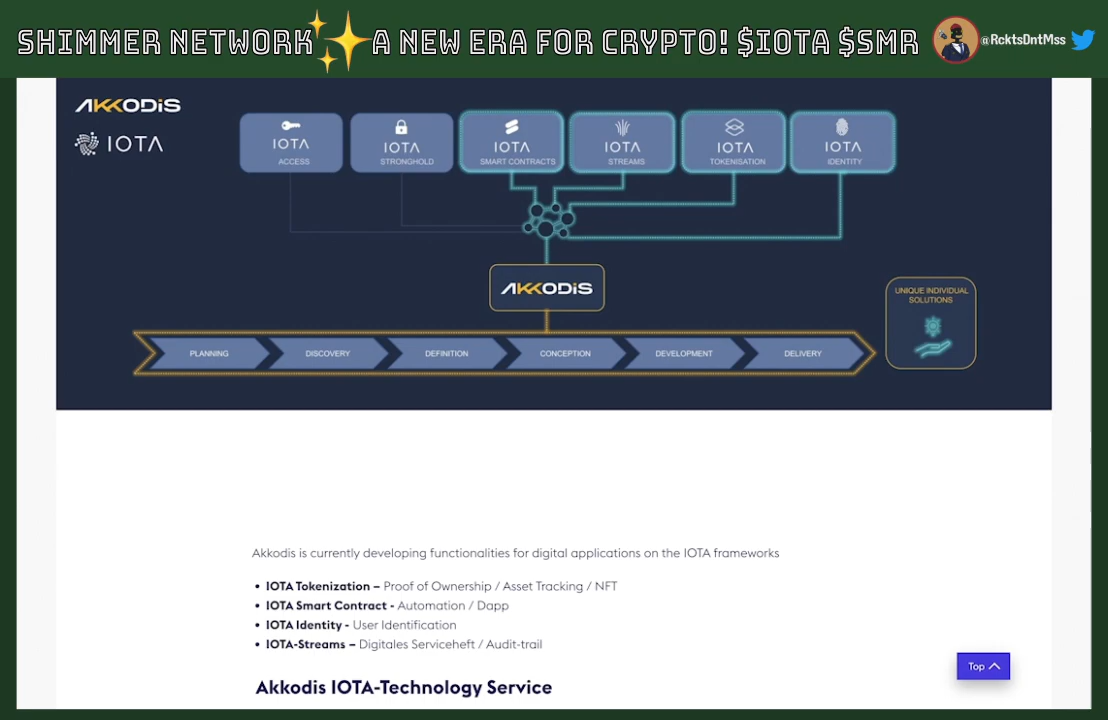 SHIMMER NETWORK✨A NEW ERA FOR CRYPTO! $IOTA $SMR
@RcktsDntMss
AKKODIS
IOTA
IOTA
ACCESS
IOTA
STRONGHOLD
IOTA
SMART CONTRACTS
IOTA
STREAMS
IOTA
TOKENISATION
IOTA
IDENTITY
AKKODIS
UNIQUE INDIVIDUAL
SOLUTIONS
PLANNING
DISCOVERY
DEFINITION
CONCEPTION
DEVELOPMENT
DELIVERY
Akkodis is currently developing functionalities for digital applications on the IOTA frameworks
• IOTA Tokenization – Proof of Ownership / Asset Tracking / NFT
• IOTA Smart Contract - Automation / Dapp
• IOTA Identity - User Identification
• IOTA-Streams – Digitales Serviceheft / Audit-trail
Top
Akkodis IOTA-Technology Service